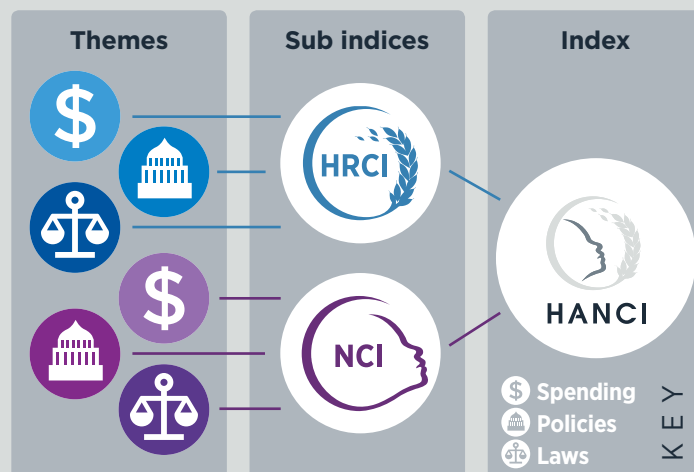 Themes
Sub indices
Index
$
HRCI
$
NCI
HANCI
$ Spending
Policies
Laws
KEY